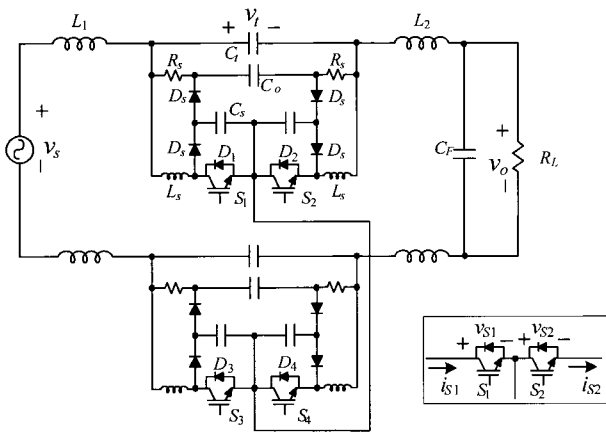 L1 + vt − L2
Ct
Rs Rs
Co
Ds Ds
Cs
+ vs − Ds D1 D2 Ds CF + vo − RL
Ls S1 S2 Ls
D3 D4
S3 S4
+ vS1 − + vS2 −
iS1 S1 S2 iS2